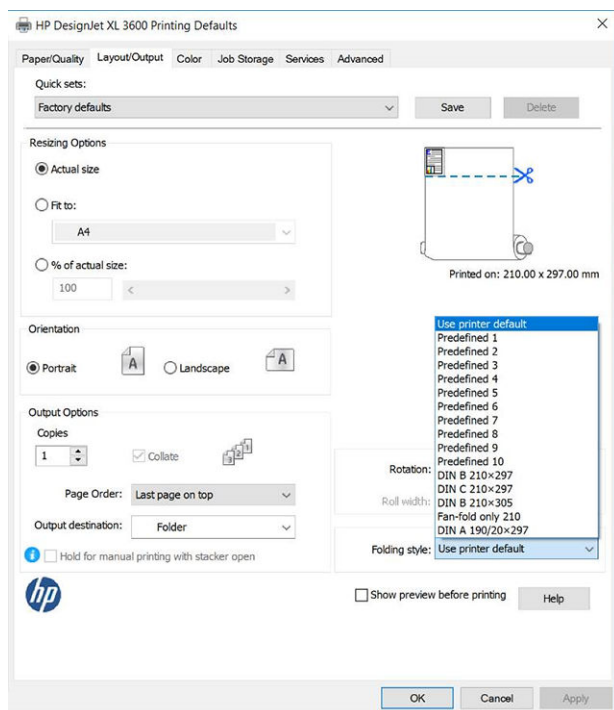 HP DesignJet XL 3600 Printing Defaults
Paper/Quality Layout/Output Color Job Storage Services Advanced
Quick sets:
Factory defaults Save Delete
Resizing Options
Actual size
Fit to:
A4
% of actual size:
100
Printed on: 210.00 x 297.00 mm
Orientation
Portrait A Landscape A
Output Options
Copies
1 Collate 3 2 1
Page Order: Last page on top
Output destination: Folder
Hold for manual printing with stacker open
Use printer default
Predefined 1
Predefined 2
Predefined 3
Predefined 4
Predefined 5
Predefined 6
Predefined 7
Predefined 8
Predefined 9
Predefined 10
DIN B 210×297
DIN C 210×297
DIN B 210×305
Fan-fold only 210
DIN A 190/20×297
Rotation:
Roll width:
Folding style: Use printer default
hp
Show preview before printing Help
OK Cancel Apply